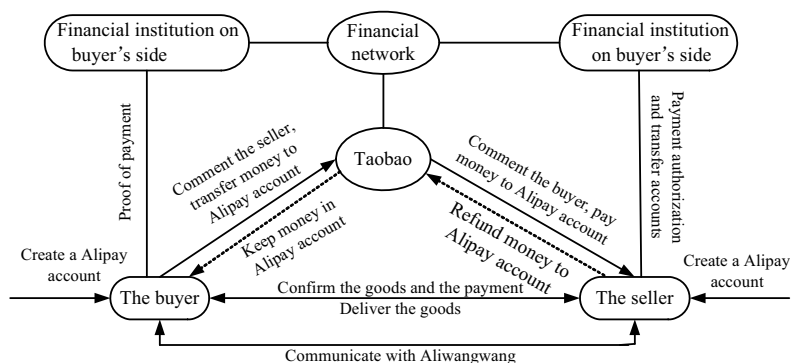 Financial institution on
buyer's side
Financial
network
Financial institution
on buyer's side
Proof of payment
Comment the seller,
transfer money to
Alipay account
Taobao
Comment the buyer, pay
money to Alipay account
Payment authorization
and transfer accounts
Keep money in
Alipay account
Refund money to
Alipay account
Create a Alipay
account
The buyer
Confirm the goods and the payment
Deliver the goods
The seller
Create a Alipay
account
Communicate with Aliwangwang